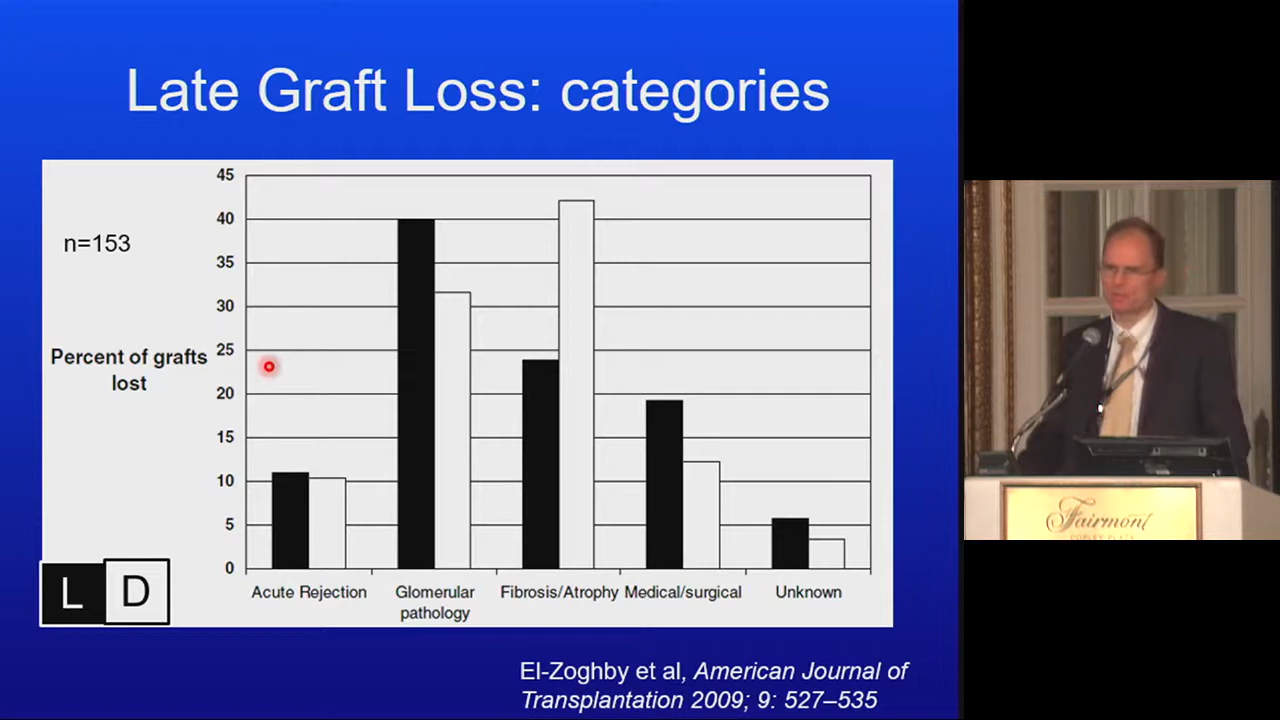 Late Graft Loss: categories
n=153
Percent of grafts
lost
45
40
35
30
25
20
15
10
5
0
Acute Rejection
Glomerular
pathology
Fibrosis/Atrophy
Medical/surgical
Unknown
L
D
El-Zoghby et al, American Journal of
Transplantation 2009; 9: 527–535
Fairmont